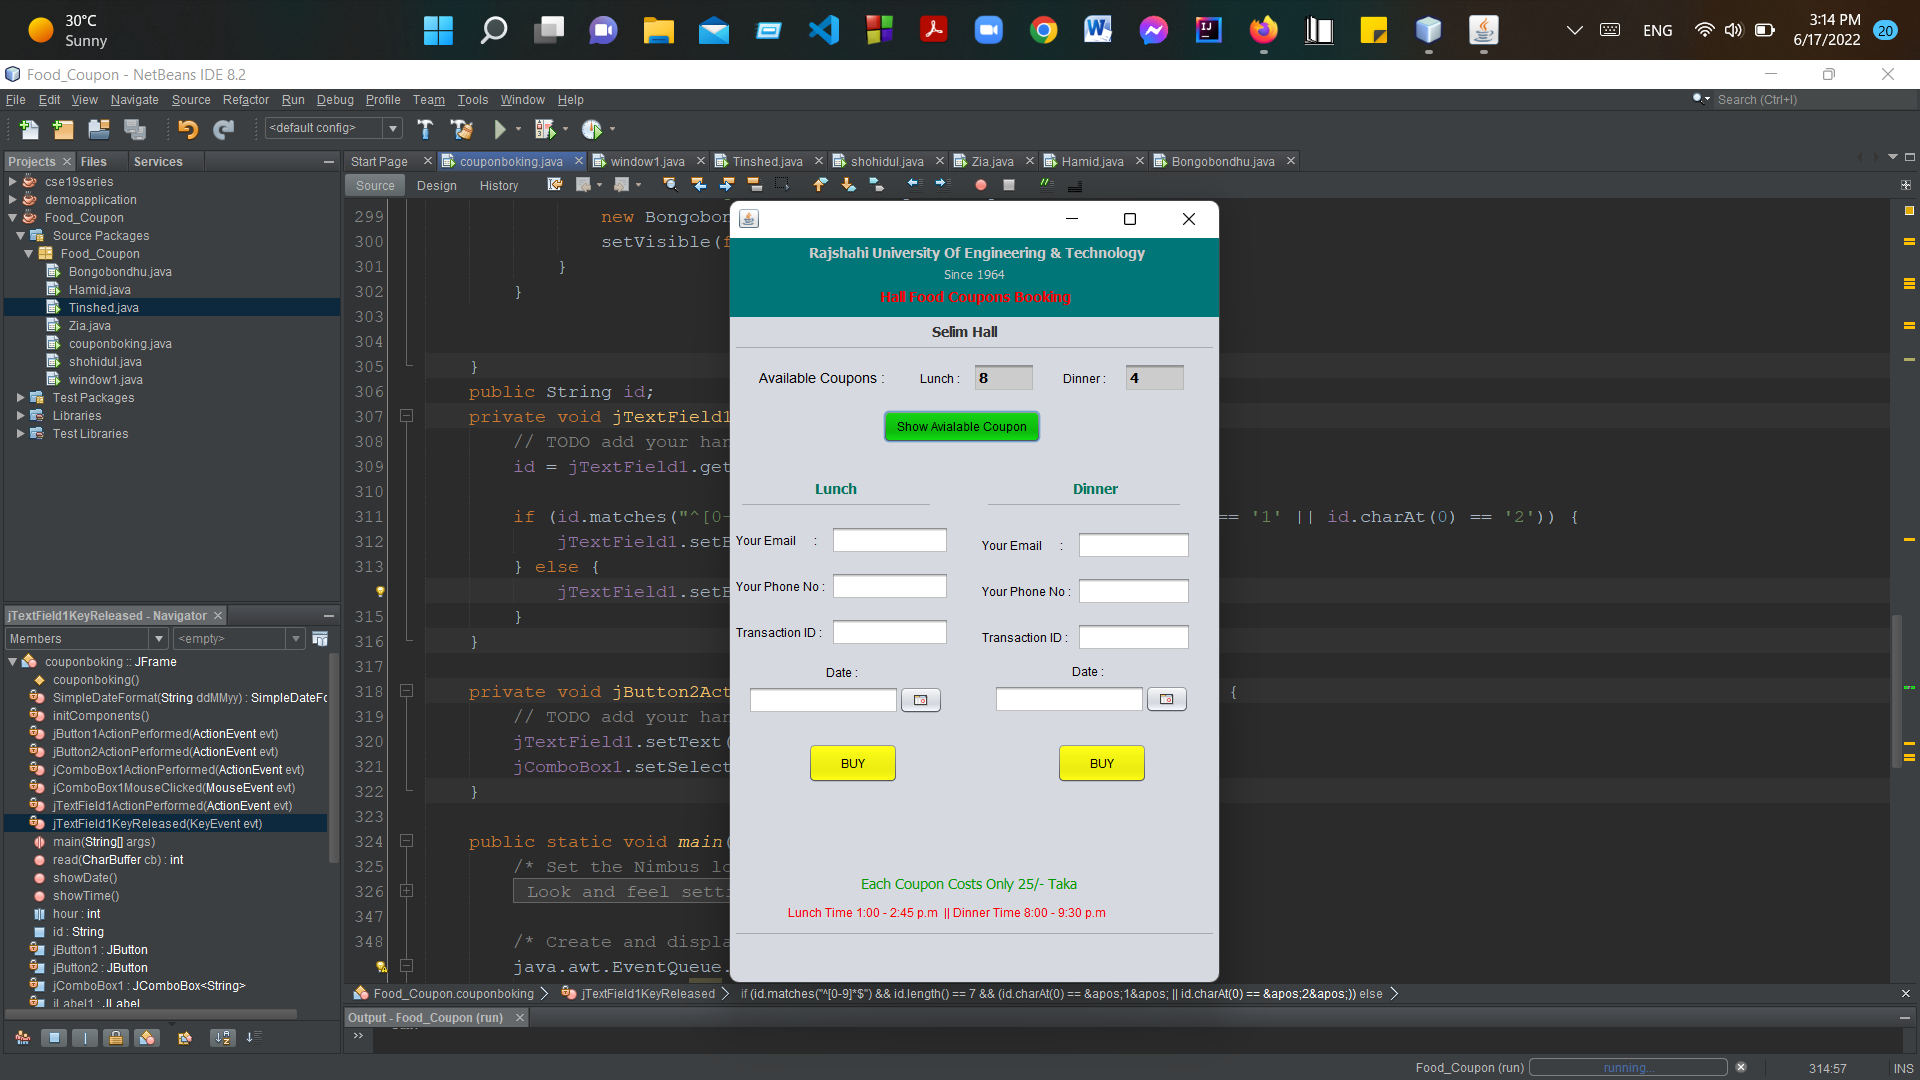 30°C
Sunny
ENG
3:14 PM
6/17/2022
20
Food_Coupon - NetBeans IDE 8.2
File Edit View Navigate Source Refactor Run Debug Profile Team Tools Window Help
Search (Ctrl+I)
<default config>
Projects Files Services
Start Page couponboking.java window1.java Tinshed.java shohidul.java Zia.java Hamid.java Bongobondhu.java
Source Design History
cse19series
demoapplication
Food_Coupon
Source Packages
Food_Coupon
Bongobondhu.java
Hamid.java
Tinshed.java
Zia.java
couponboking.java
shohidul.java
window1.java
Test Packages
Libraries
Test Libraries
jTextField1KeyReleased - Navigator
Members <empty>
couponboking :: JFrame
couponboking()
SimpleDateFormat(String ddMMyy) : SimpleDateFo
initComponents()
jButton1ActionPerformed(ActionEvent evt)
jButton2ActionPerformed(ActionEvent evt)
jComboBox1ActionPerformed(ActionEvent evt)
jComboBox1MouseClicked(MouseEvent evt)
jTextField1ActionPerformed(ActionEvent evt)
jTextField1KeyReleased(KeyEvent evt)
main(String[] args)
read(CharBuffer cb) : int
showDate()
showTime()
hour : int
id : String
jButton1 : JButton
jButton2 : JButton
jComboBox1 : JComboBox<String>
jLabel1 : JLabel
299 new Bongobon
300 setVisible(f
301 }
302 }
303
304
305 }
306 public String id;
307 private void jTextField1
308 // TODO add your han
309 id = jTextField1.get
310
311 if (id.matches("^[0- == '1' || id.charAt(0) == '2')) {
312 jTextField1.setE
313 } else {
jTextField1.setE
315 }
316 }
317
318 private void jButton2Act {
319 // TODO add your han
320 jTextField1.setText(
321 jComboBox1.setSelect
322 }
323
324 public static void main(
325 /* Set the Nimbus lo
326 Look and feel setti
347
348 /* Create and displa
java.awt.EventQueue.
Rajshahi University Of Engineering & Technology
Since 1964
Hall Food Coupons Booking
Selim Hall
Available Coupons : Lunch : 8 Dinner : 4
Show Avialable Coupon
Lunch Dinner
Your Email : Your Email :
Your Phone No : Your Phone No :
Transaction ID : Transaction ID :
Date : Date :
BUY BUY
Each Coupon Costs Only 25/- Taka
Lunch Time 1:00 - 2:45 p.m || Dinner Time 8:00 - 9:30 p.m
Food_Coupon.couponboking jTextField1KeyReleased if (id.matches("^[0-9]*$") && id.length() == 7 && (id.charAt(0) == &apos;1&apos; || id.charAt(0) == &apos;2&apos;)) else
Output - Food_Coupon (run)
Food_Coupon (run) running... 314:57 INS